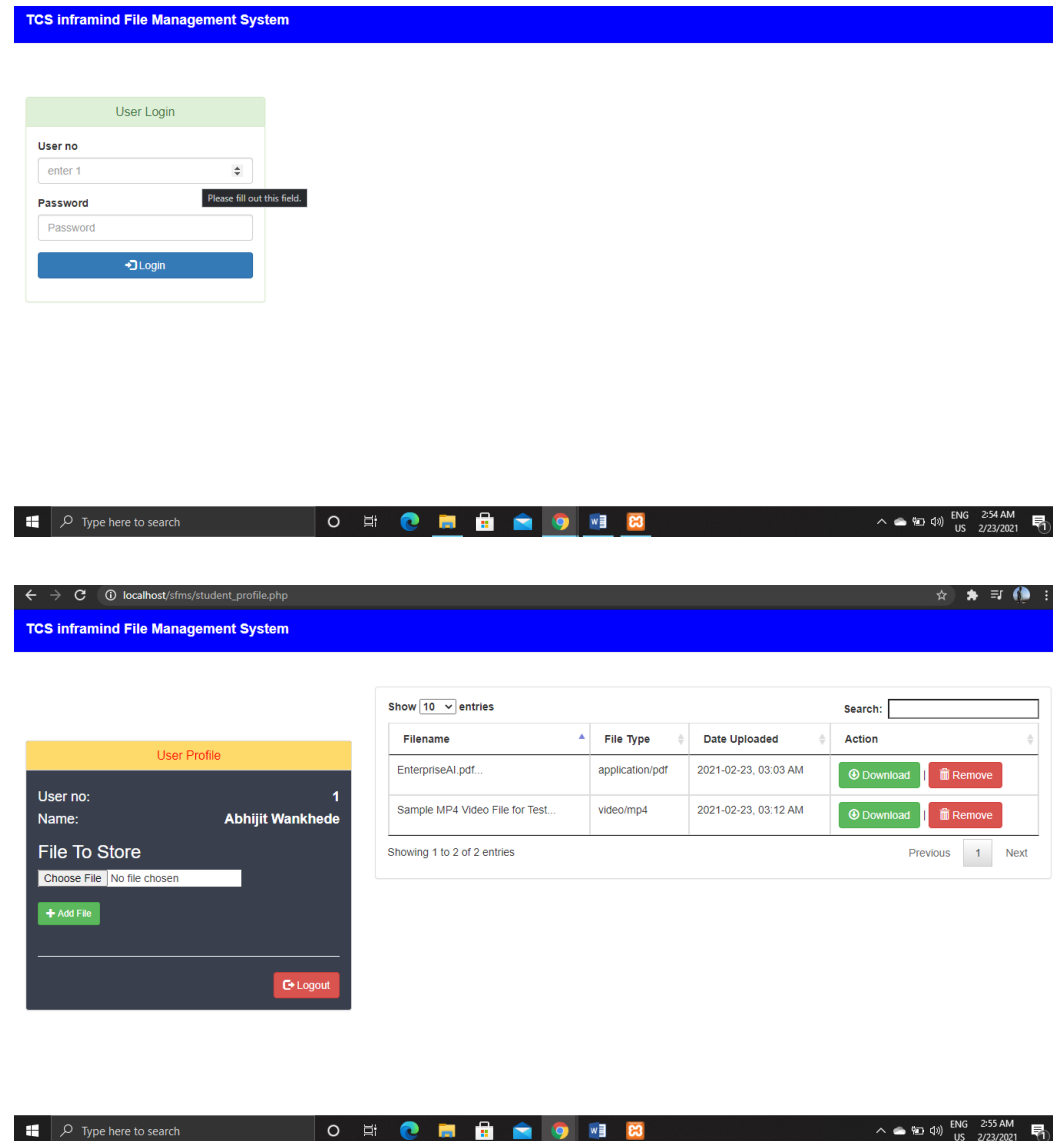 TCS inframind File Management System
User Login
User no
enter 1
Please fill out this field.
Password
Password
Login
Type here to search
ENG 2:54 AM
US 2/23/2021
1
localhost/sfms/student_profile.php
TCS inframind File Management System
Show 10 entries Search:
Filename File Type Date Uploaded Action
EnterpriseAI.pdf... application/pdf 2021-02-23, 03:03 AM Download | Remove
Sample MP4 Video File for Test... video/mp4 2021-02-23, 03:12 AM Download | Remove
Showing 1 to 2 of 2 entries Previous 1 Next
User Profile
User no: 1
Name: Abhijit Wankhede
File To Store
Choose File No file chosen
Add File
Logout
Type here to search
ENG 2:55 AM
US 2/23/2021
1